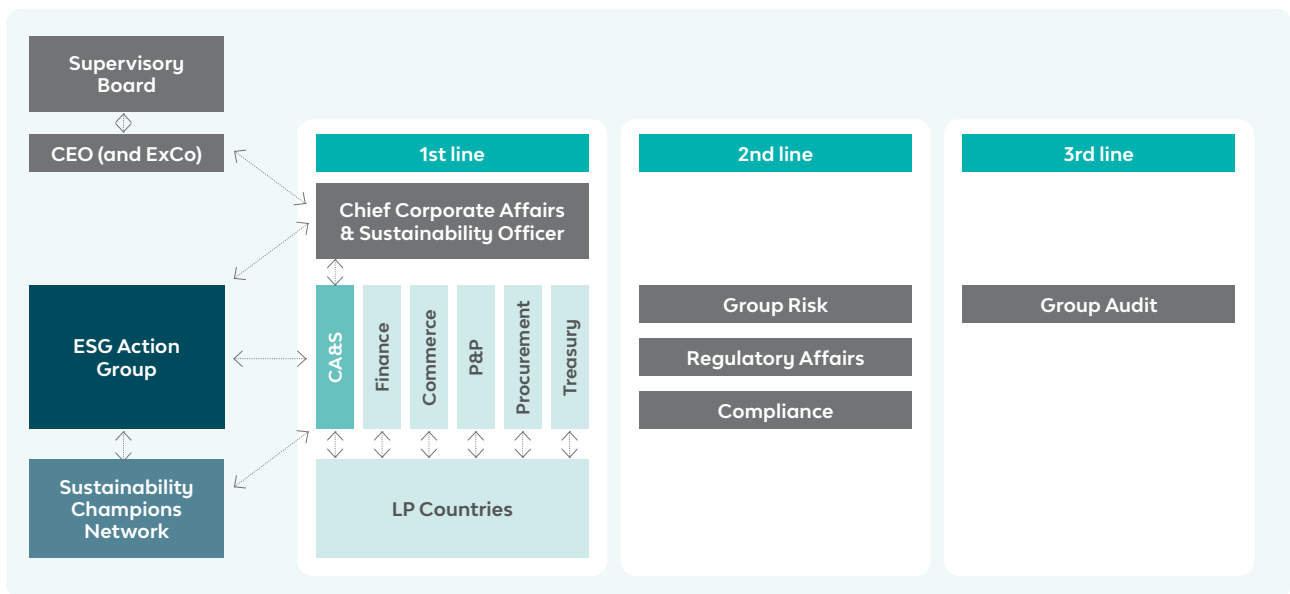 Supervisory
Board
CEO (and ExCo)
ESG Action
Group
Sustainability
Champions
Network
1st line
Chief Corporate Affairs
& Sustainability Officer
CA&S
Finance
Commerce
P&P
Procurement
Treasury
LP Countries
2nd line
Group Risk
Regulatory Affairs
Compliance
3rd line
Group Audit